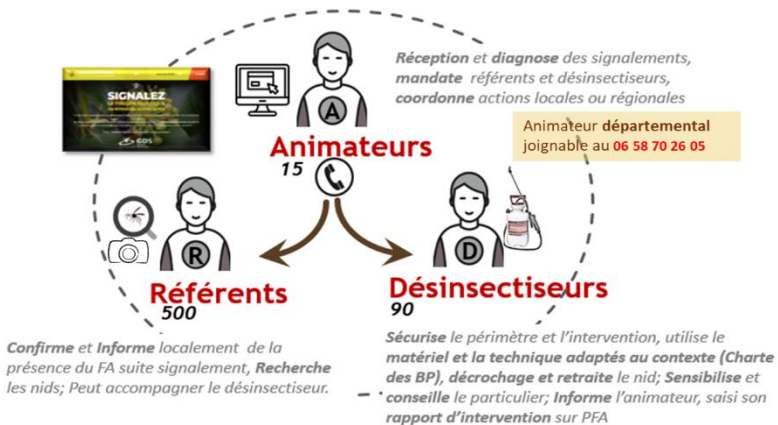 Réception et diagnose des signalements,
mandate référents et désinsectiseurs,
coordonne actions locales ou régionales
SIGNALEZ
GDS
A
Animateurs
15
Animateur départemental
joignable au 06 58 70 26 05
R
Référents
500
D
Désinsectiseurs
90
Confirme et Informe localement de la
présence du FA suite signalement, Recherche
les nids; Peut accompagner le désinsectiseur.
Sécurise le périmètre et l'intervention, utilise le
matériel et la technique adaptés au contexte (Charte
des BP), décrochage et retraite le nid; Sensibilise et
conseille le particulier; Informe l'animateur, saisi son
rapport d'intervention sur PFA